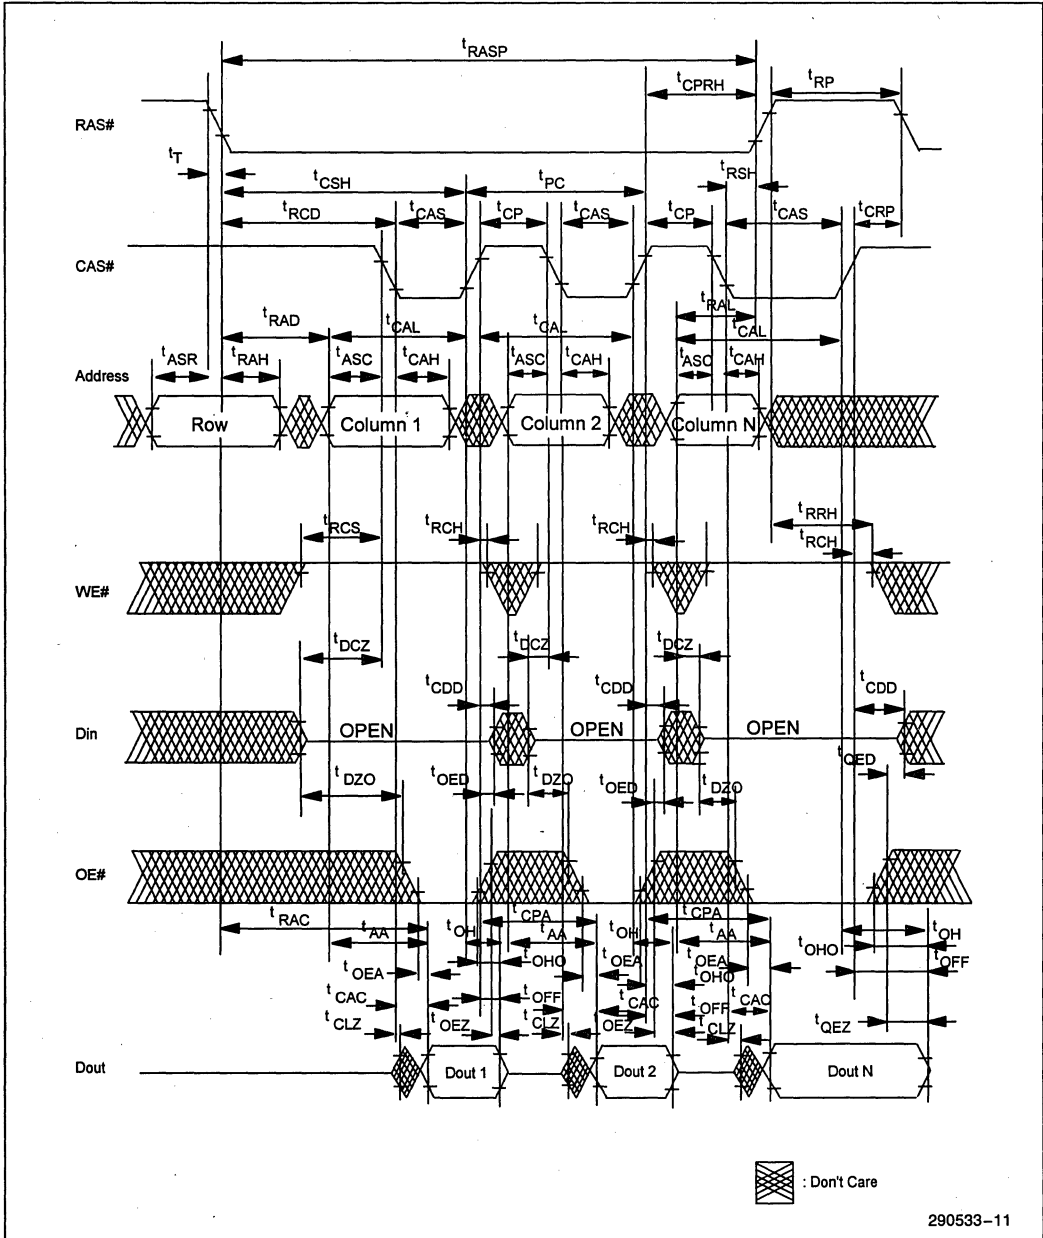 tRASP
tCPRH tRP
RAS#
tT tCSH tPC tRSH
tRCD tCAS tCP tCAS tCP tCAS tCRP
CAS#
tRAD tCAL tCAL tRAL tCAL
tASR tRAH tASC tCAH tASC tCAH tASC tCAH
Address
Row Column 1 Column 2 Column N
tRRH
tRCS tRCH tRCH tRCH
WE#
tDCZ tDCZ tDCZ
tCDD tCDD tCDD
Din OPEN OPEN OPEN
tQED
tDZO tOED tDZO tOED tDZO
OE#
tRAC tCPA tCPA
tAA tOH tAA tOH tAA tOH
tOEA tOHO tOEA tOEA tOHO tOHO tOFF
tCAC tOFF tCAC tOFF tCAC
tCLZ tOEZ tCLZ tOEZ tCLZ tQEZ
Dout Dout 1 Dout 2 Dout N
: Don't Care
290533-11